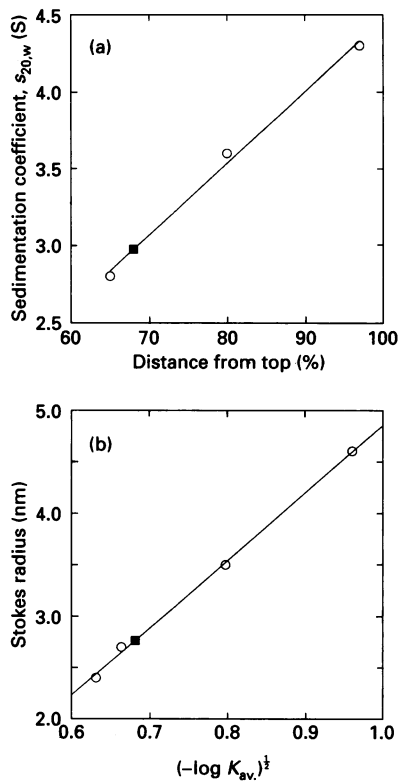 Sedimentation coefficient, s20,w (S)
(a)
4.5
4.0
3.5
3.0
2.5
60 70 80 90 100
Distance from top (%)
Stokes radius (nm)
(b)
5.0
4.0
3.0
2.0
0.6 0.7 0.8 0.9 1.0
(−log Kav.)½